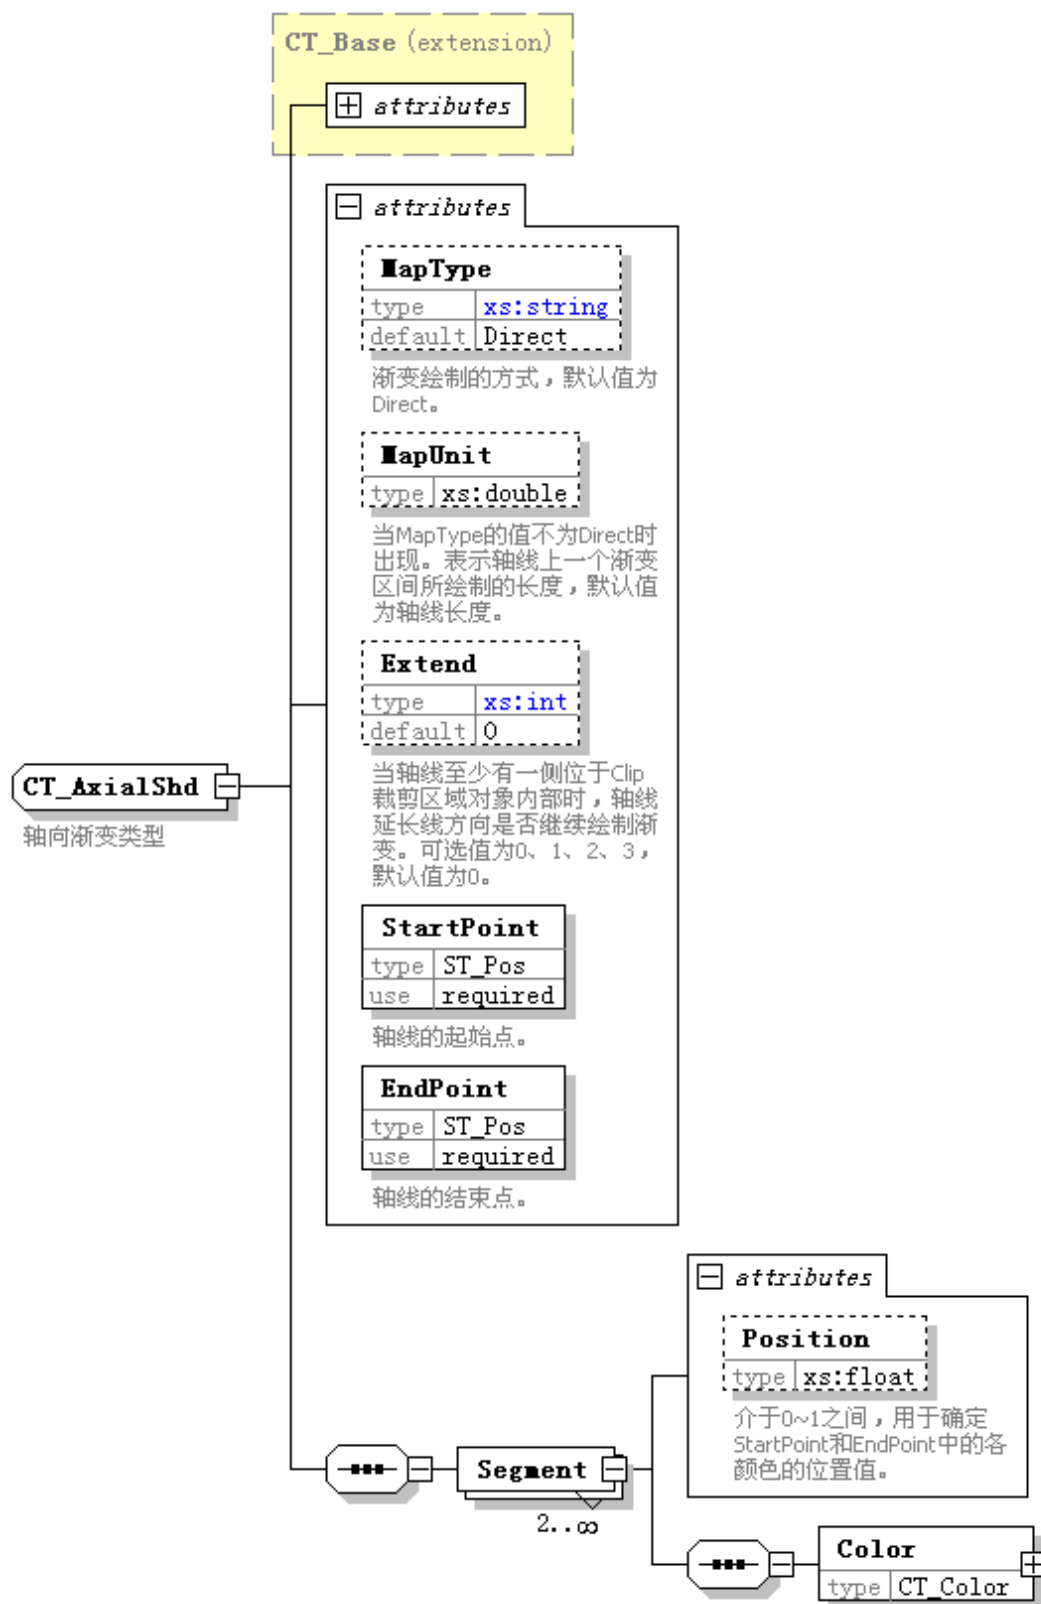 CT_Base (extension)
attributes
attributes
MapType
type xs:string
default Direct
渐变绘制的方式，默认值为
Direct。
MapUnit
type xs:double
当MapType的值不为Direct时
出现。表示轴线上一个渐变
区间所绘制的长度，默认值
为轴线长度。
Extend
type xs:int
default 0
当轴线至少有一侧位于Clip
裁剪区域对象内部时，轴线
延长线方向是否继续绘制渐
变。可选值为0、1、2、3，
默认值为0。
CT_AxialShd
轴向渐变类型
StartPoint
type ST_Pos
use required
轴线的起始点。
EndPoint
type ST_Pos
use required
轴线的结束点。
attributes
Position
type xs:float
介于0~1之间，用于确定
StartPoint和EndPoint中的各
颜色的位置值。
Segment
2..∞
Color
type CT_Color